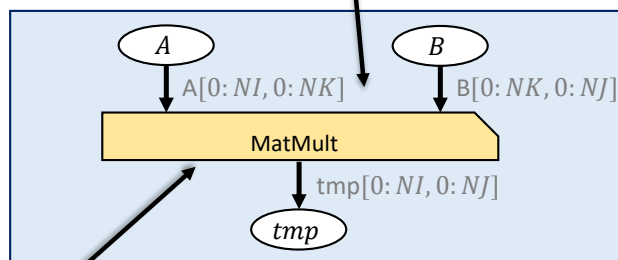 A B
A[0: NI, 0: NK] B[0: NK, 0: NJ]
MatMult
tmp[0: NI, 0: NJ]
tmp